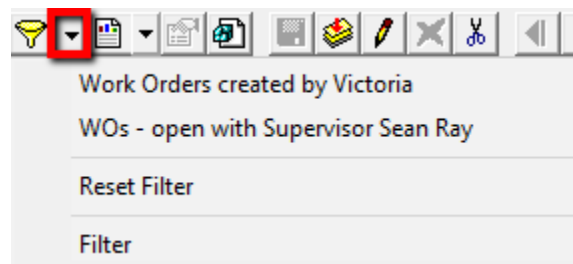 Work Orders created by Victoria
WOs - open with Supervisor Sean Ray
Reset Filter
Filter